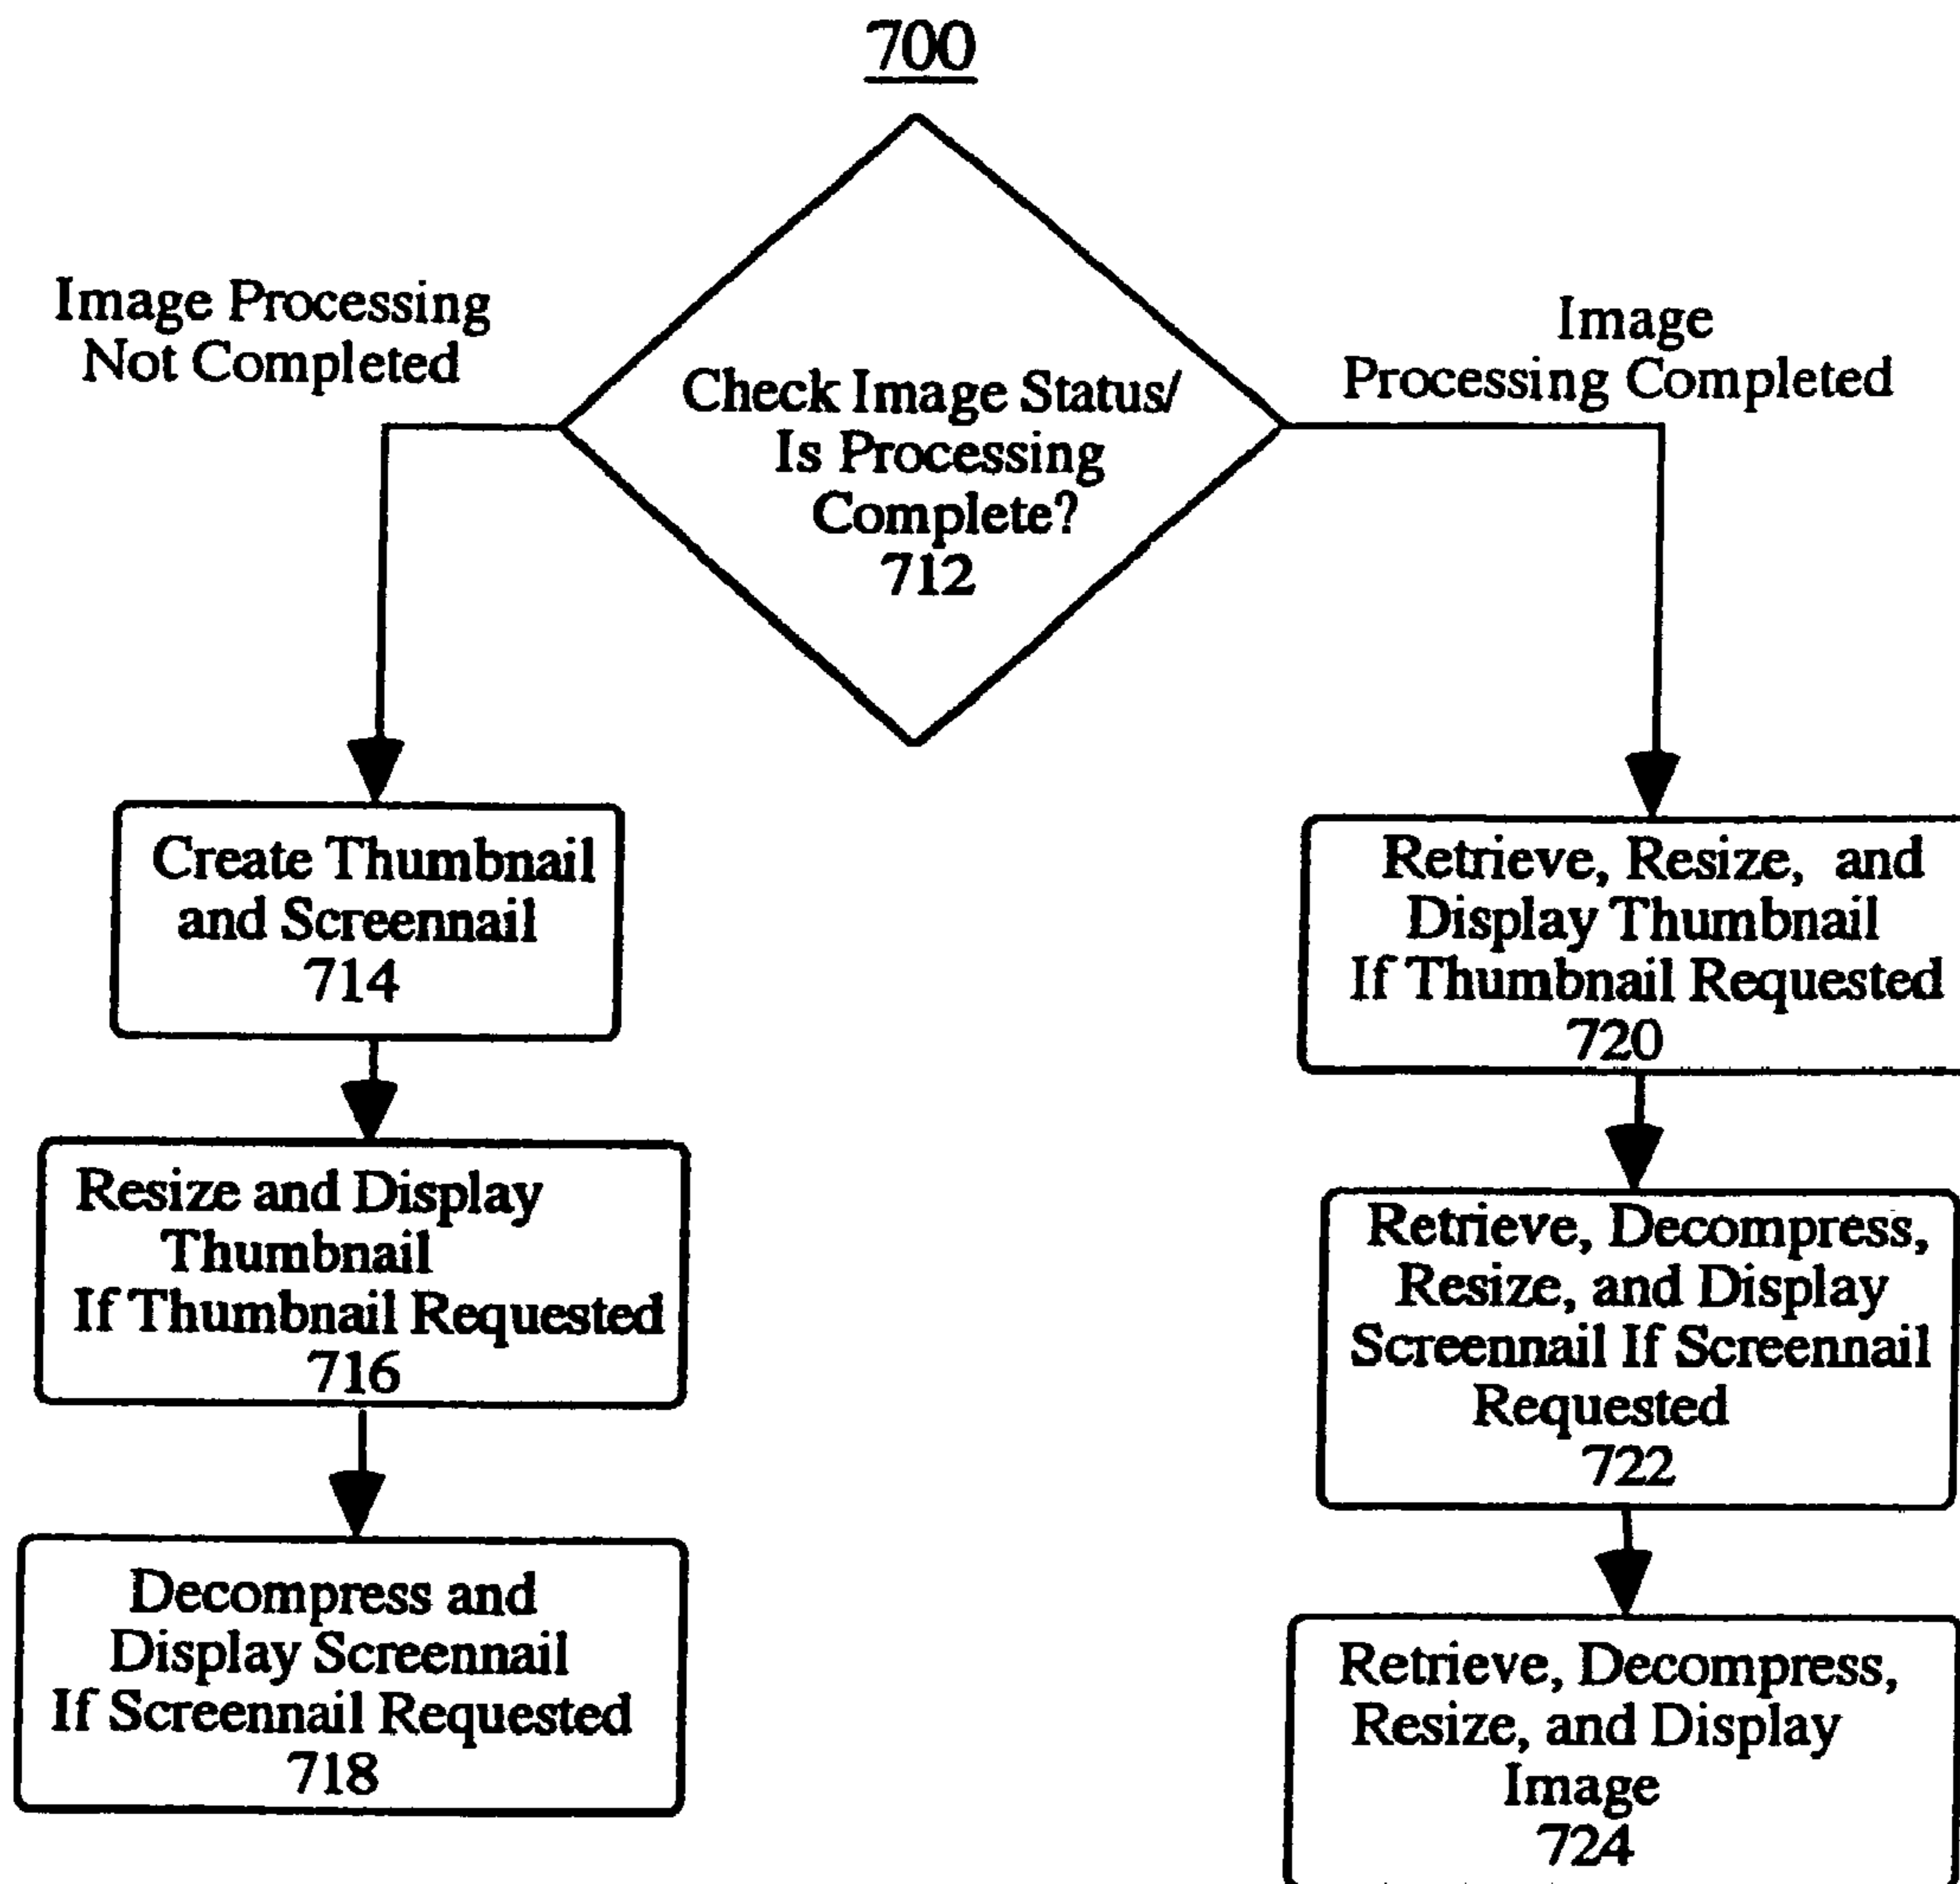 700
Image Processing
Not Completed
Check Image Status/
Is Processing
Complete?
712
Image
Processing Completed
Create Thumbnail
and Screennail
714
Resize and Display
Thumbnail
If Thumbnail Requested
716
Decompress and
Display Screennail
If Screennail Requested
718
Retrieve, Resize, and
Display Thumbnail
If Thumbnail Requested
720
Retrieve, Decompress,
Resize, and Display
Screennail If Screennail
Requested
722
Retrieve, Decompress,
Resize, and Display
Image
724